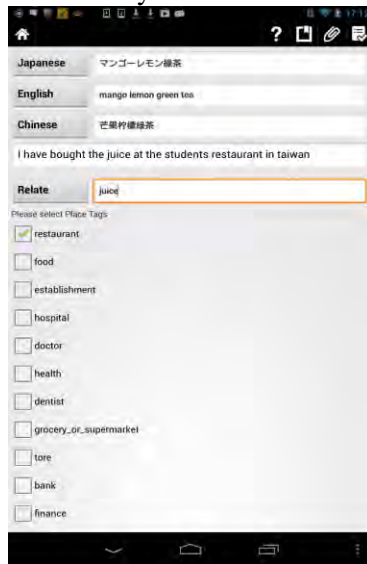 17:12
?
Japanese マンゴーレモン緑茶
English mango lemon green tea
Chinese 芒果柠檬绿茶
I have bought the juice at the students restaurant in taiwan
Relate juice
Please select Place Tags
restaurant
food
establishment
hospital
doctor
health
dentist
grocery_or_supermarket
tore
bank
finance